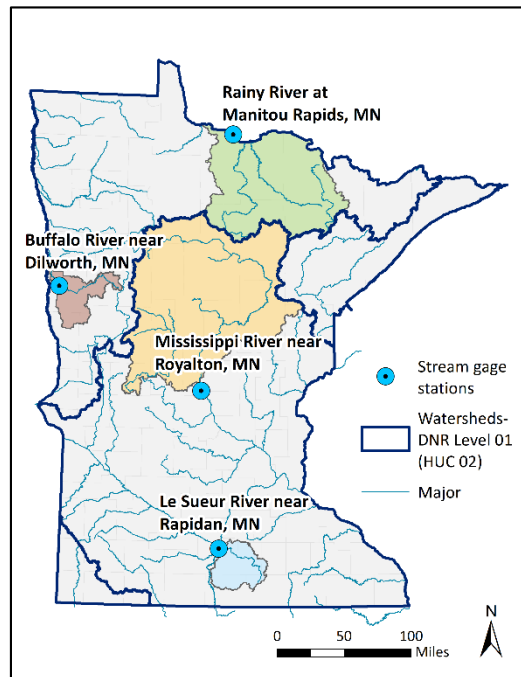 Rainy River at
Manitou Rapids, MN
Buffalo River near
Dilworth, MN
Mississippi River near
Royalton, MN
Stream gage
stations
Watersheds-
DNR Level 01
(HUC 02)
Major
Le Sueur River near
Rapidan, MN
N
0 50 100
Miles